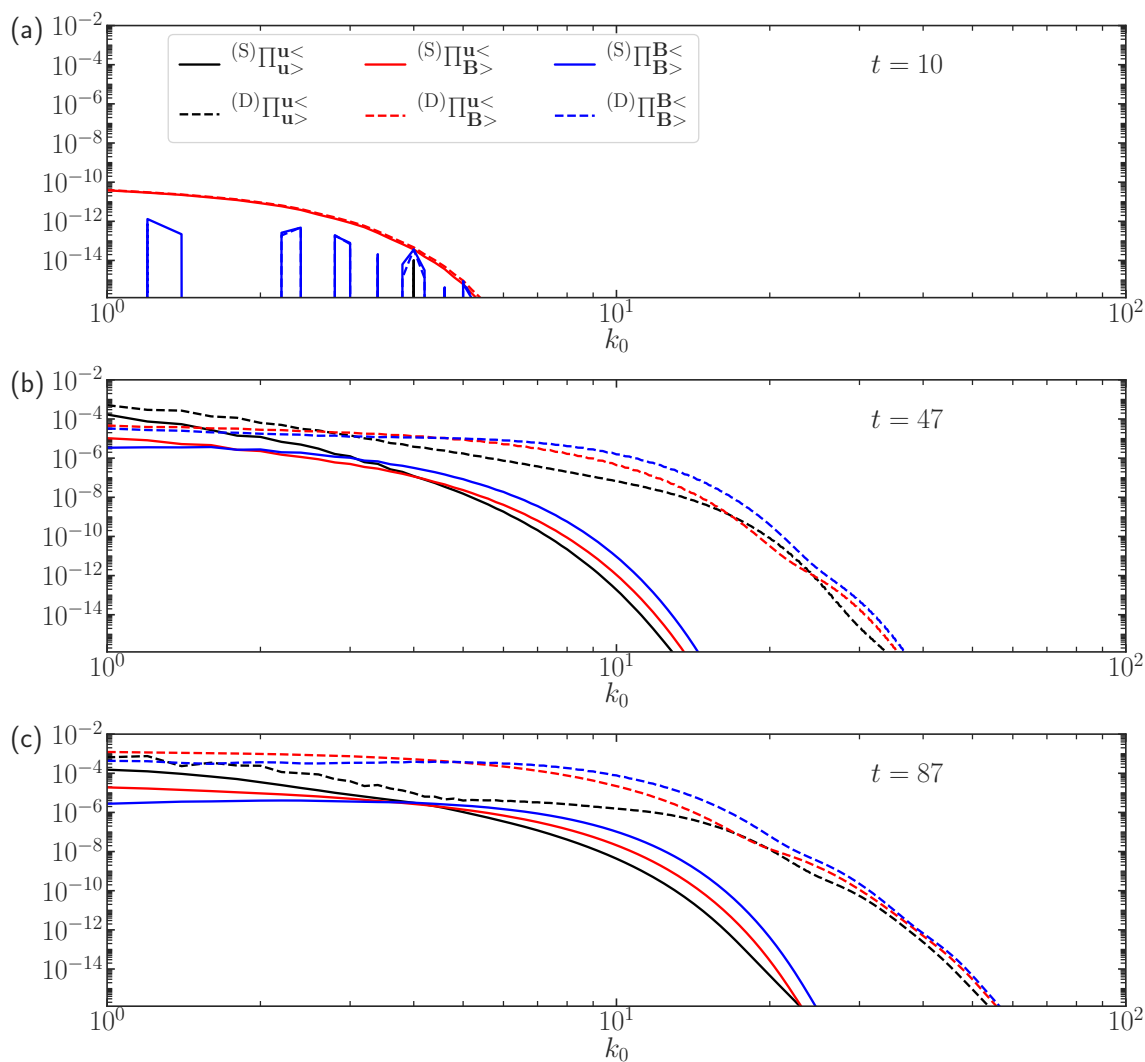 (a)
10^{-2}
10^{-4}
10^{-6}
10^{-8}
10^{-10}
10^{-12}
10^{-14}
^{(S)}Π^{u<}_{u>} ^{(S)}Π^{u<}_{B>} ^{(S)}Π^{B<}_{B>}
^{(D)}Π^{u<}_{u>} ^{(D)}Π^{u<}_{B>} ^{(D)}Π^{B<}_{B>}
t = 10
10^0 10^1 10^2
k_0
(b)
10^{-2}
10^{-4}
10^{-6}
10^{-8}
10^{-10}
10^{-12}
10^{-14}
t = 47
10^0 10^1 10^2
k_0
(c)
10^{-2}
10^{-4}
10^{-6}
10^{-8}
10^{-10}
10^{-12}
10^{-14}
t = 87
10^0 10^1 10^2
k_0